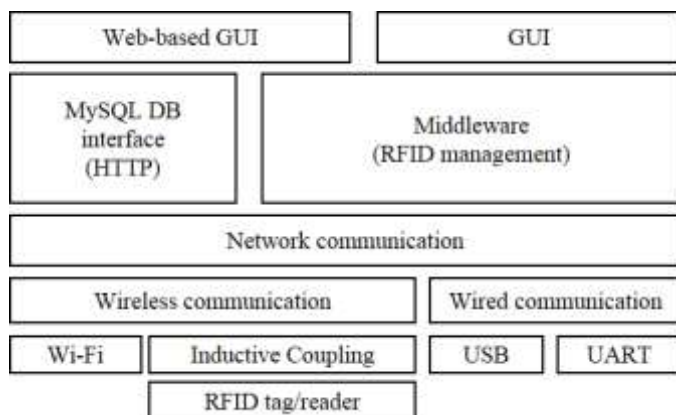 Web-based GUI
GUI
MySQL DB
interface
(HTTP)
Middleware
(RFID management)
Network communication
Wireless communication
Wired communication
Wi-Fi
Inductive Coupling
USB
UART
RFID tag/reader